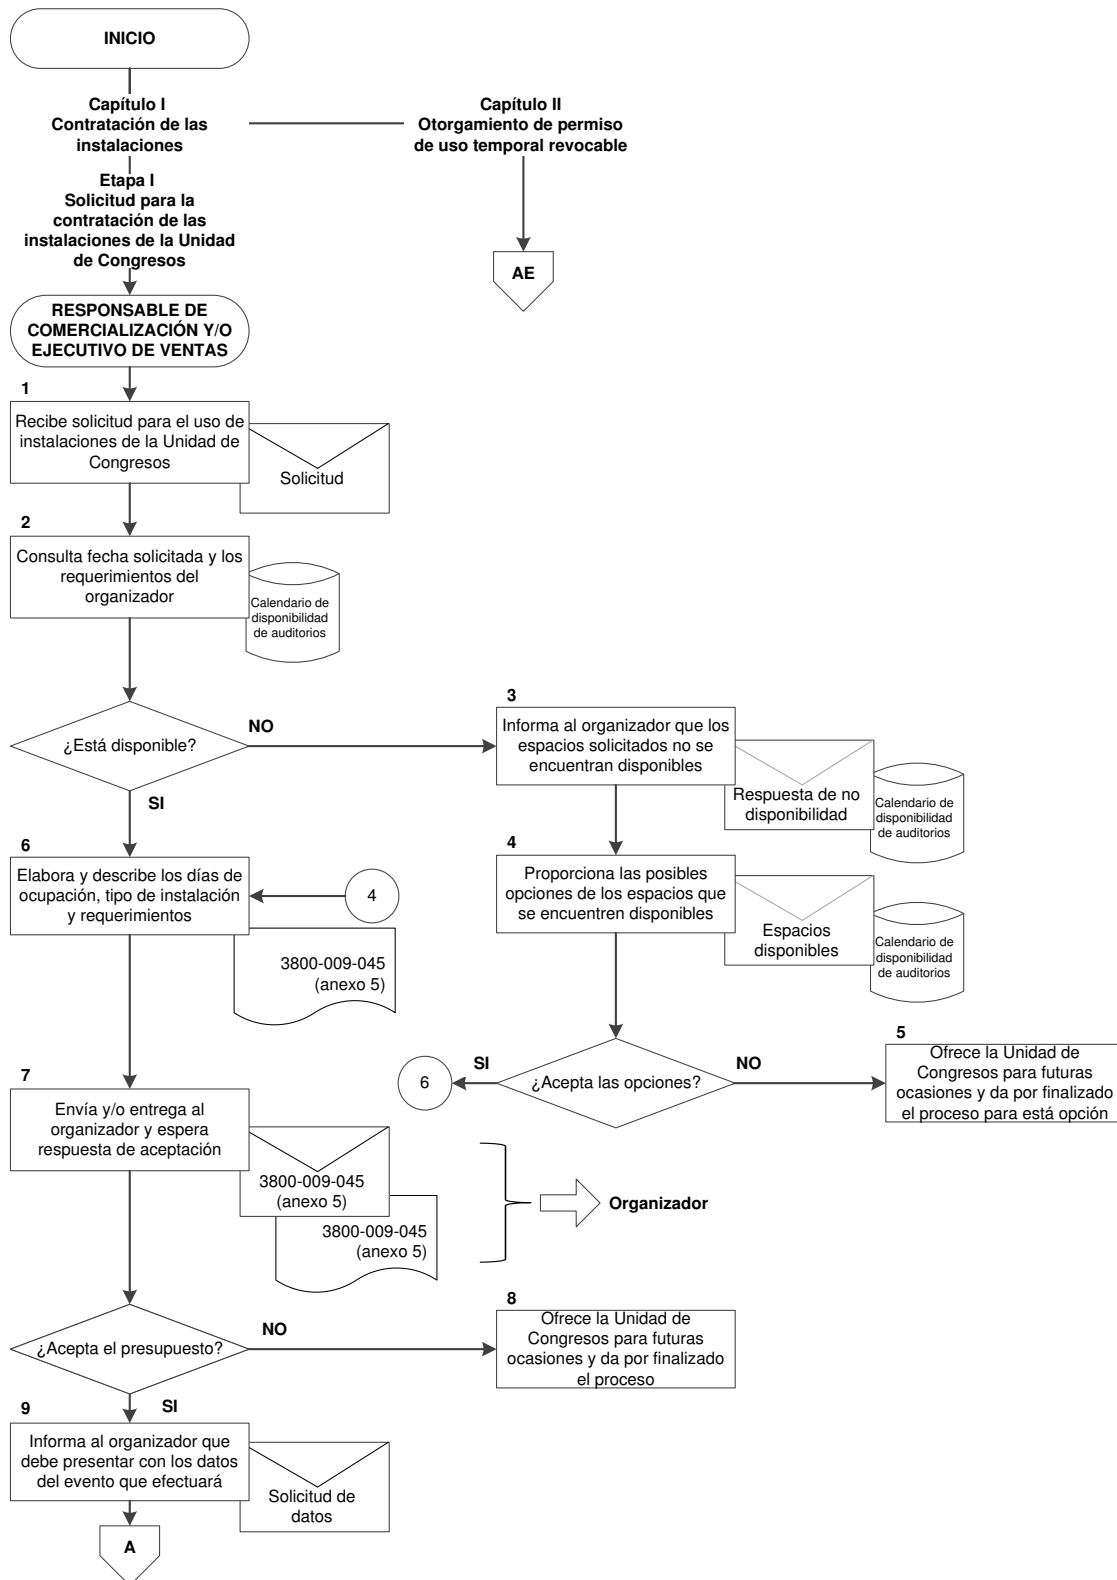 INICIO
Capítulo I
Contratación de las
instalaciones
Capítulo II
Otorgamiento de permiso
de uso temporal revocable
Etapa I
Solicitud para la
contratación de las
instalaciones de la Unidad
de Congresos
AE
RESPONSABLE DE
COMERCIALIZACIÓN Y/O
EJECUTIVO DE VENTAS
1
Recibe solicitud para el uso de
instalaciones de la Unidad de
Congresos
Solicitud
2
Consulta fecha solicitada y los
requerimientos del
organizador
Calendario de
disponibilidad
de auditorios
¿Está disponible?
NO
SI
3
Informa al organizador que los
espacios solicitados no se
encuentran disponibles
Respuesta de no
disponibilidad
Calendario de
disponibilidad
de auditorios
4
Proporciona las posibles
opciones de los espacios que
se encuentren disponibles
Espacios
disponibles
Calendario de
disponibilidad
de auditorios
6
Elabora y describe los días de
ocupación, tipo de instalación
y requerimientos
4
3800-009-045
(anexo 5)
¿Acepta las opciones?
SI
6
NO
5
Ofrece la Unidad de
Congresos para futuras
ocasiones y da por finalizado
el proceso para está opción
7
Envía y/o entrega al
organizador y espera
respuesta de aceptación
3800-009-045
(anexo 5)
3800-009-045
(anexo 5)
Organizador
¿Acepta el presupuesto?
NO
SI
8
Ofrece la Unidad de
Congresos para futuras
ocasiones y da por finalizado
el proceso
9
Informa al organizador que
debe presentar con los datos
del evento que efectuará
Solicitud de
datos
A